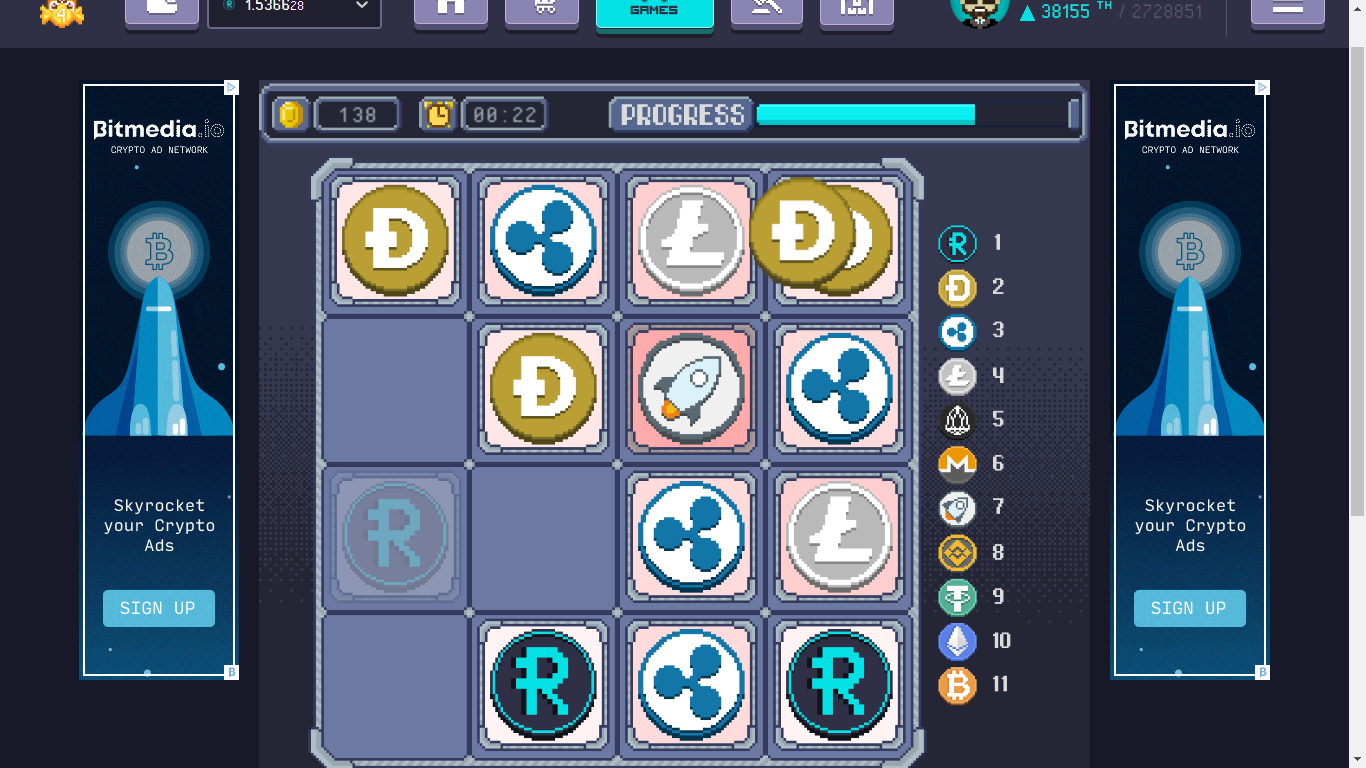 1.536628
GAMES
38155 TH / 2728851
138
00:22
PROGRESS
Bitmedia.io
CRYPTO AD NETWORK
Skyrocket
your Crypto
Ads
SIGN UP
1
2
3
4
5
6
7
8
9
10
11
Bitmedia.io
CRYPTO AD NETWORK
Skyrocket
your Crypto
Ads
SIGN UP